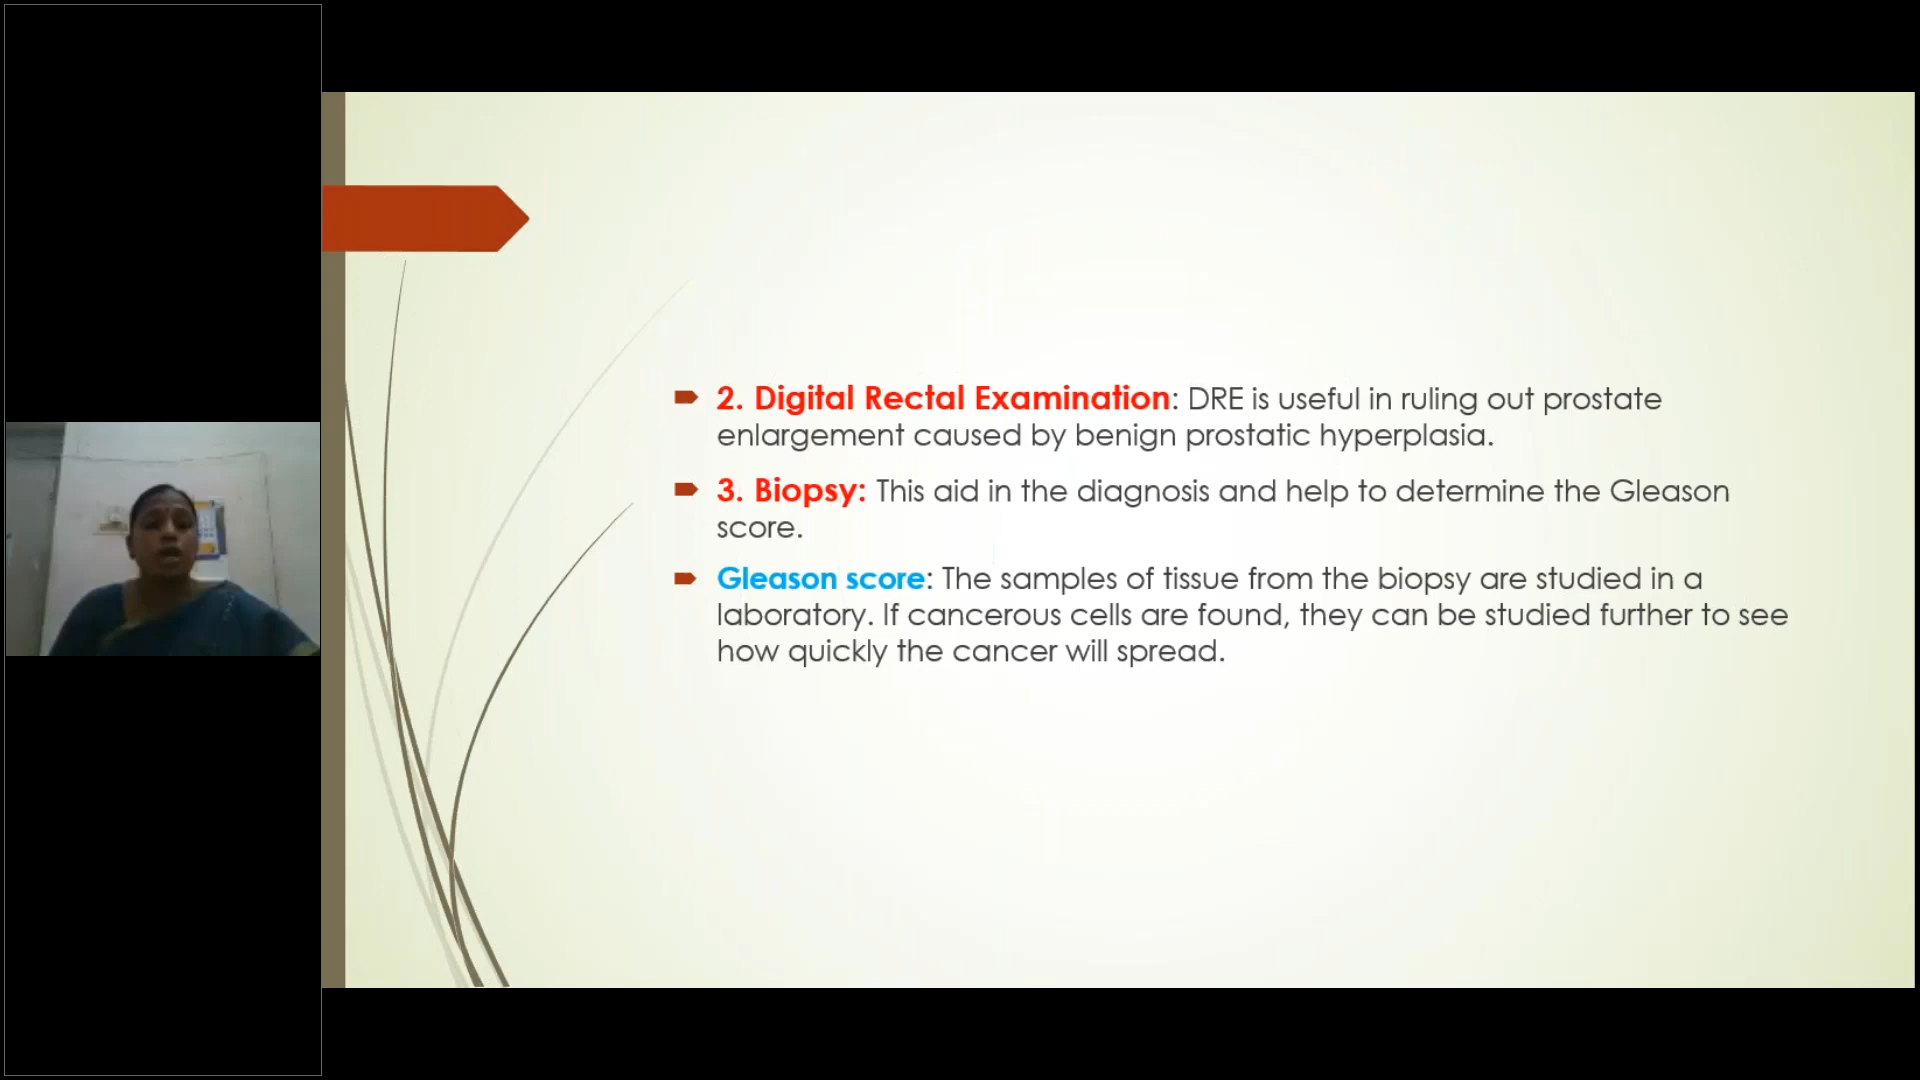 2. Digital Rectal Examination: DRE is useful in ruling out prostate
enlargement caused by benign prostatic hyperplasia.
3. Biopsy: This aid in the diagnosis and help to determine the Gleason
score.
Gleason score: The samples of tissue from the biopsy are studied in a
laboratory. If cancerous cells are found, they can be studied further to see
how quickly the cancer will spread.